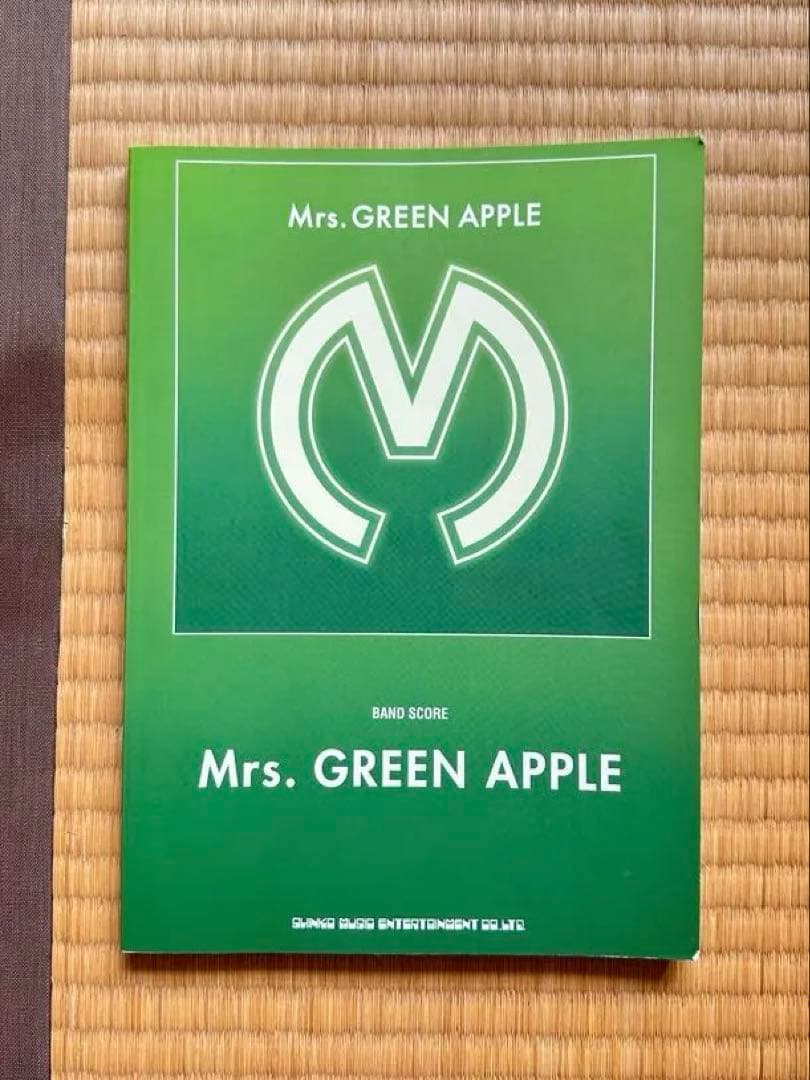 Mrs. GREEN APPLE
BAND SCORE
Mrs. GREEN APPLE
SHINKO MUSIC ENTERTAINMENT CO.,LTD.